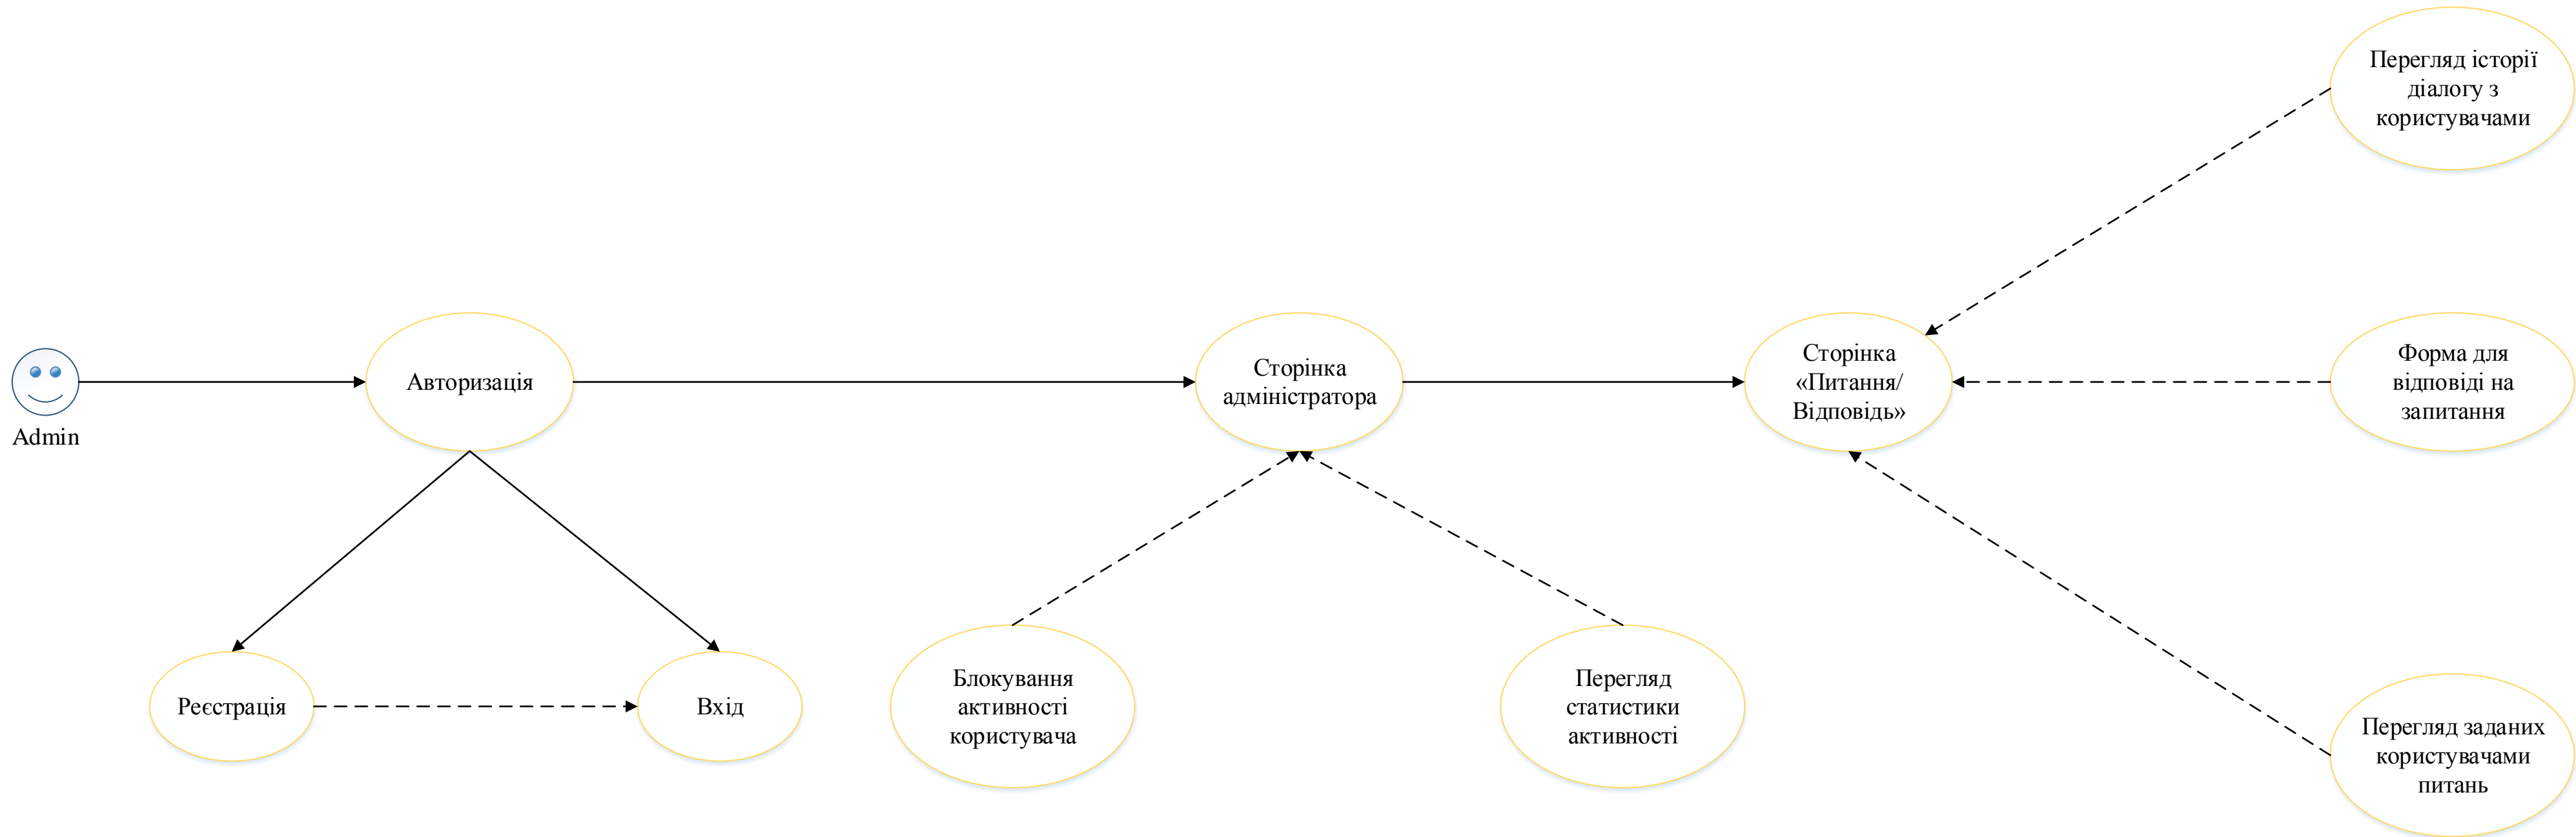 Перегляд історії
діалогу з
користувачами
Admin
Авторизація
Сторінка
адміністратора
Сторінка
«Питання/
Відповідь»
Форма для
відповіді на
запитання
Реєстрація
Вхід
Блокування
активності
користувача
Перегляд
статистики
активності
Перегляд заданих
користувачами
питань